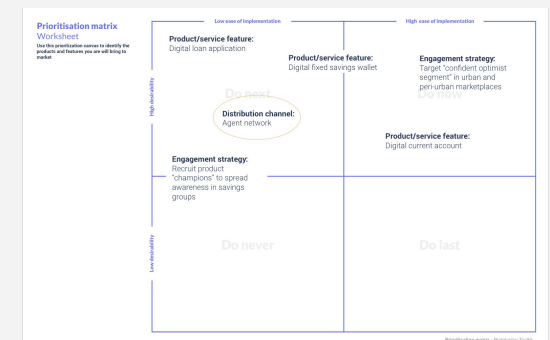 Prioritisation matrix
Worksheet
Use this prioritization canvas to identify the
products and features you are will bring to
market
Low ease of implementation
High ease of implementation
High desirability
Low desirability
Product/service feature:
Digital loan application
Product/service feature:
Digital fixed savings wallet
Engagement strategy:
Target "confident optimist
segment" in urban and
peri-urban marketplaces
Do next
Do now
Distribution channel:
Agent network
Product/service feature:
Digital current account
Engagement strategy:
Recruit product
"champions" to spread
awareness in savings
groups
Do never
Do last
Prioritisation matrix